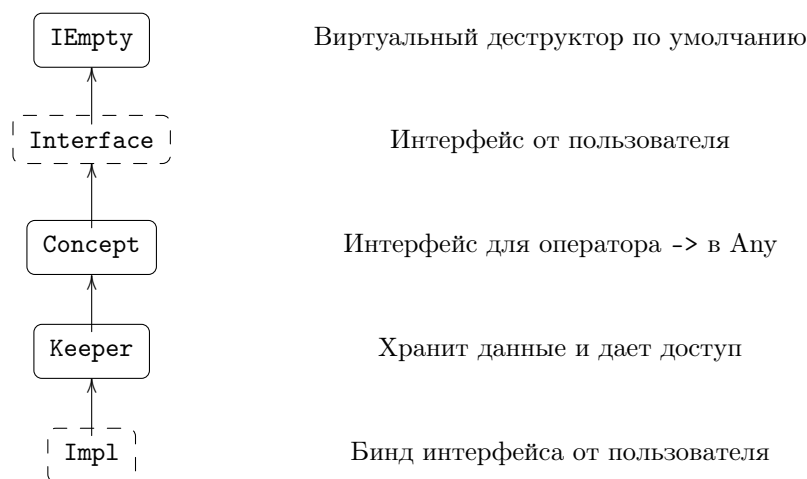 IEmpty Виртуальный деструктор по умолчанию
Interface Интерфейс от пользователя
Concept Интерфейс для оператора -> в Any
Keeper Хранит данные и дает доступ
Impl Бинд интерфейса от пользователя